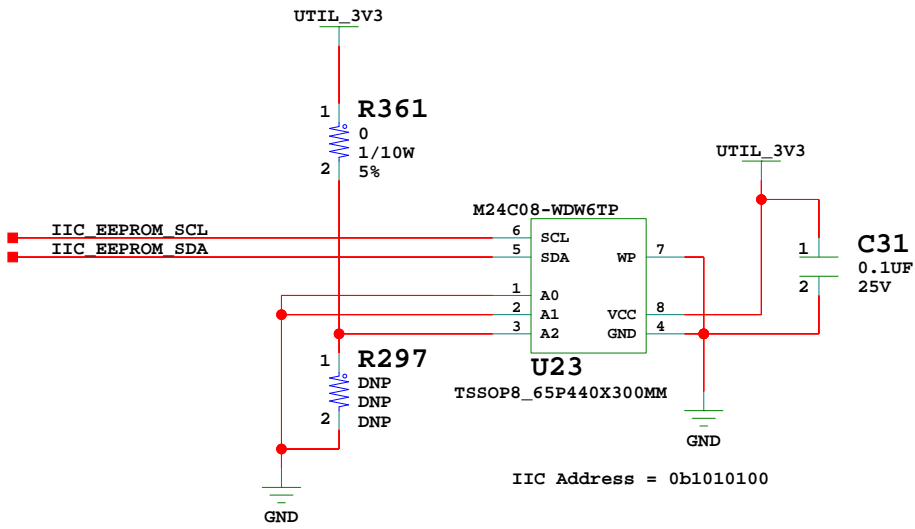 UTIL_3V3
1
R361
0
1/10W
5%
2
UTIL_3V3
M24C08-WDW6TP
IIC_EEPROM_SCL
6
SCL
IIC_EEPROM_SDA
5
SDA
WP
7
1
C31
0.1UF
25V
2
1
A0
2
A1
VCC
8
3
A2
GND
4
1
R297
DNP
DNP
DNP
2
U23
TSSOP8_65P440X300MM
GND
IIC Address = 0b1010100
GND